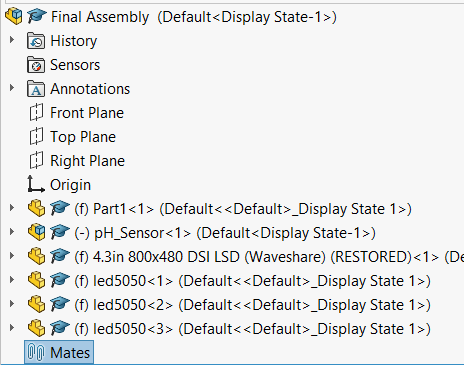 Final Assembly (Default<Display State-1>)
History
Sensors
Annotations
Front Plane
Top Plane
Right Plane
Origin
(f) Part1<1> (Default<<Default>_Display State 1>)
(-) pH_Sensor<1> (Default<Display State-1>)
(f) 4.3in 800x480 DSI LSD (Waveshare) (RESTORED)<1> (De
(f) led5050<1> (Default<<Default>_Display State 1>)
(f) led5050<2> (Default<<Default>_Display State 1>)
(f) led5050<3> (Default<<Default>_Display State 1>)
Mates